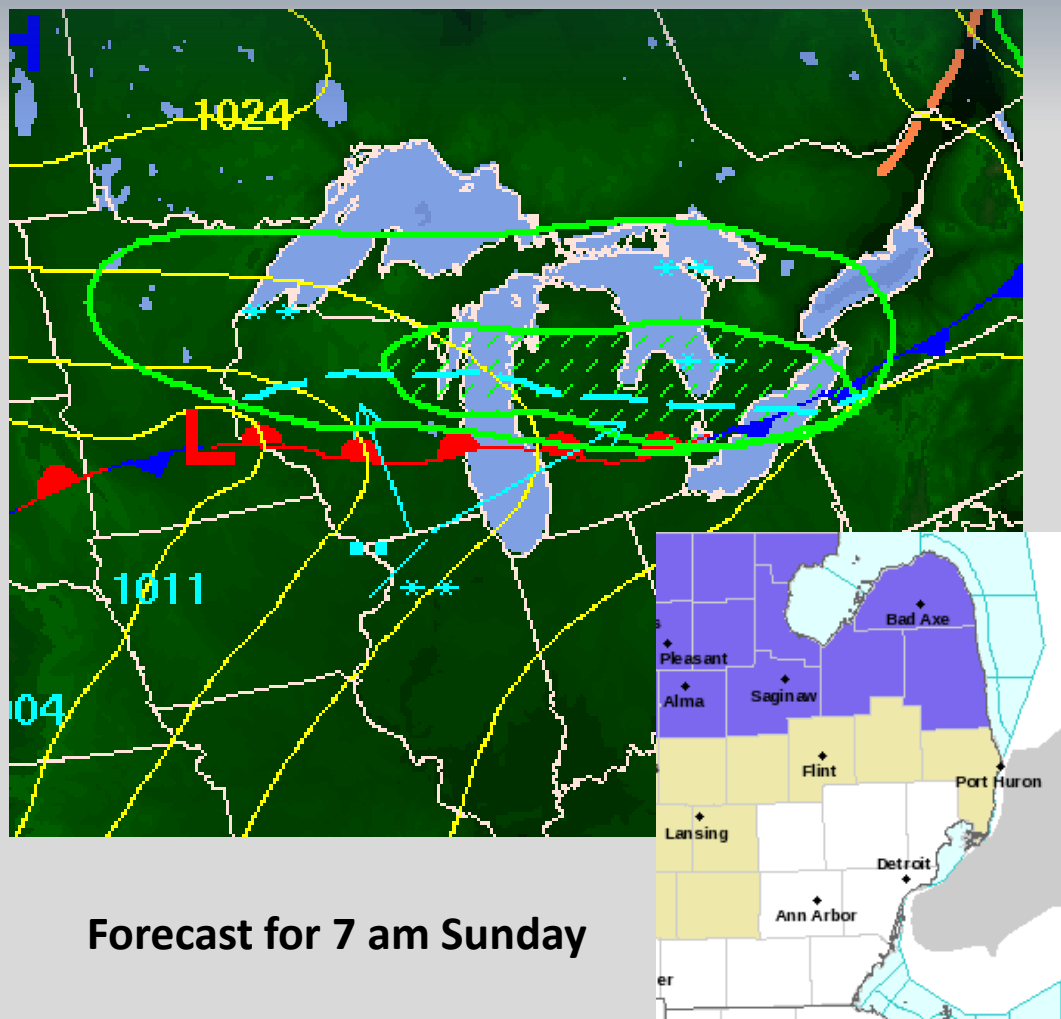 H
1024
L
1011
04
Bad Axe
Pleasant
Saginaw
Alma
Flint
Port Huron
Lansing
Detroit
Ann Arbor
er
Forecast for 7 am Sunday